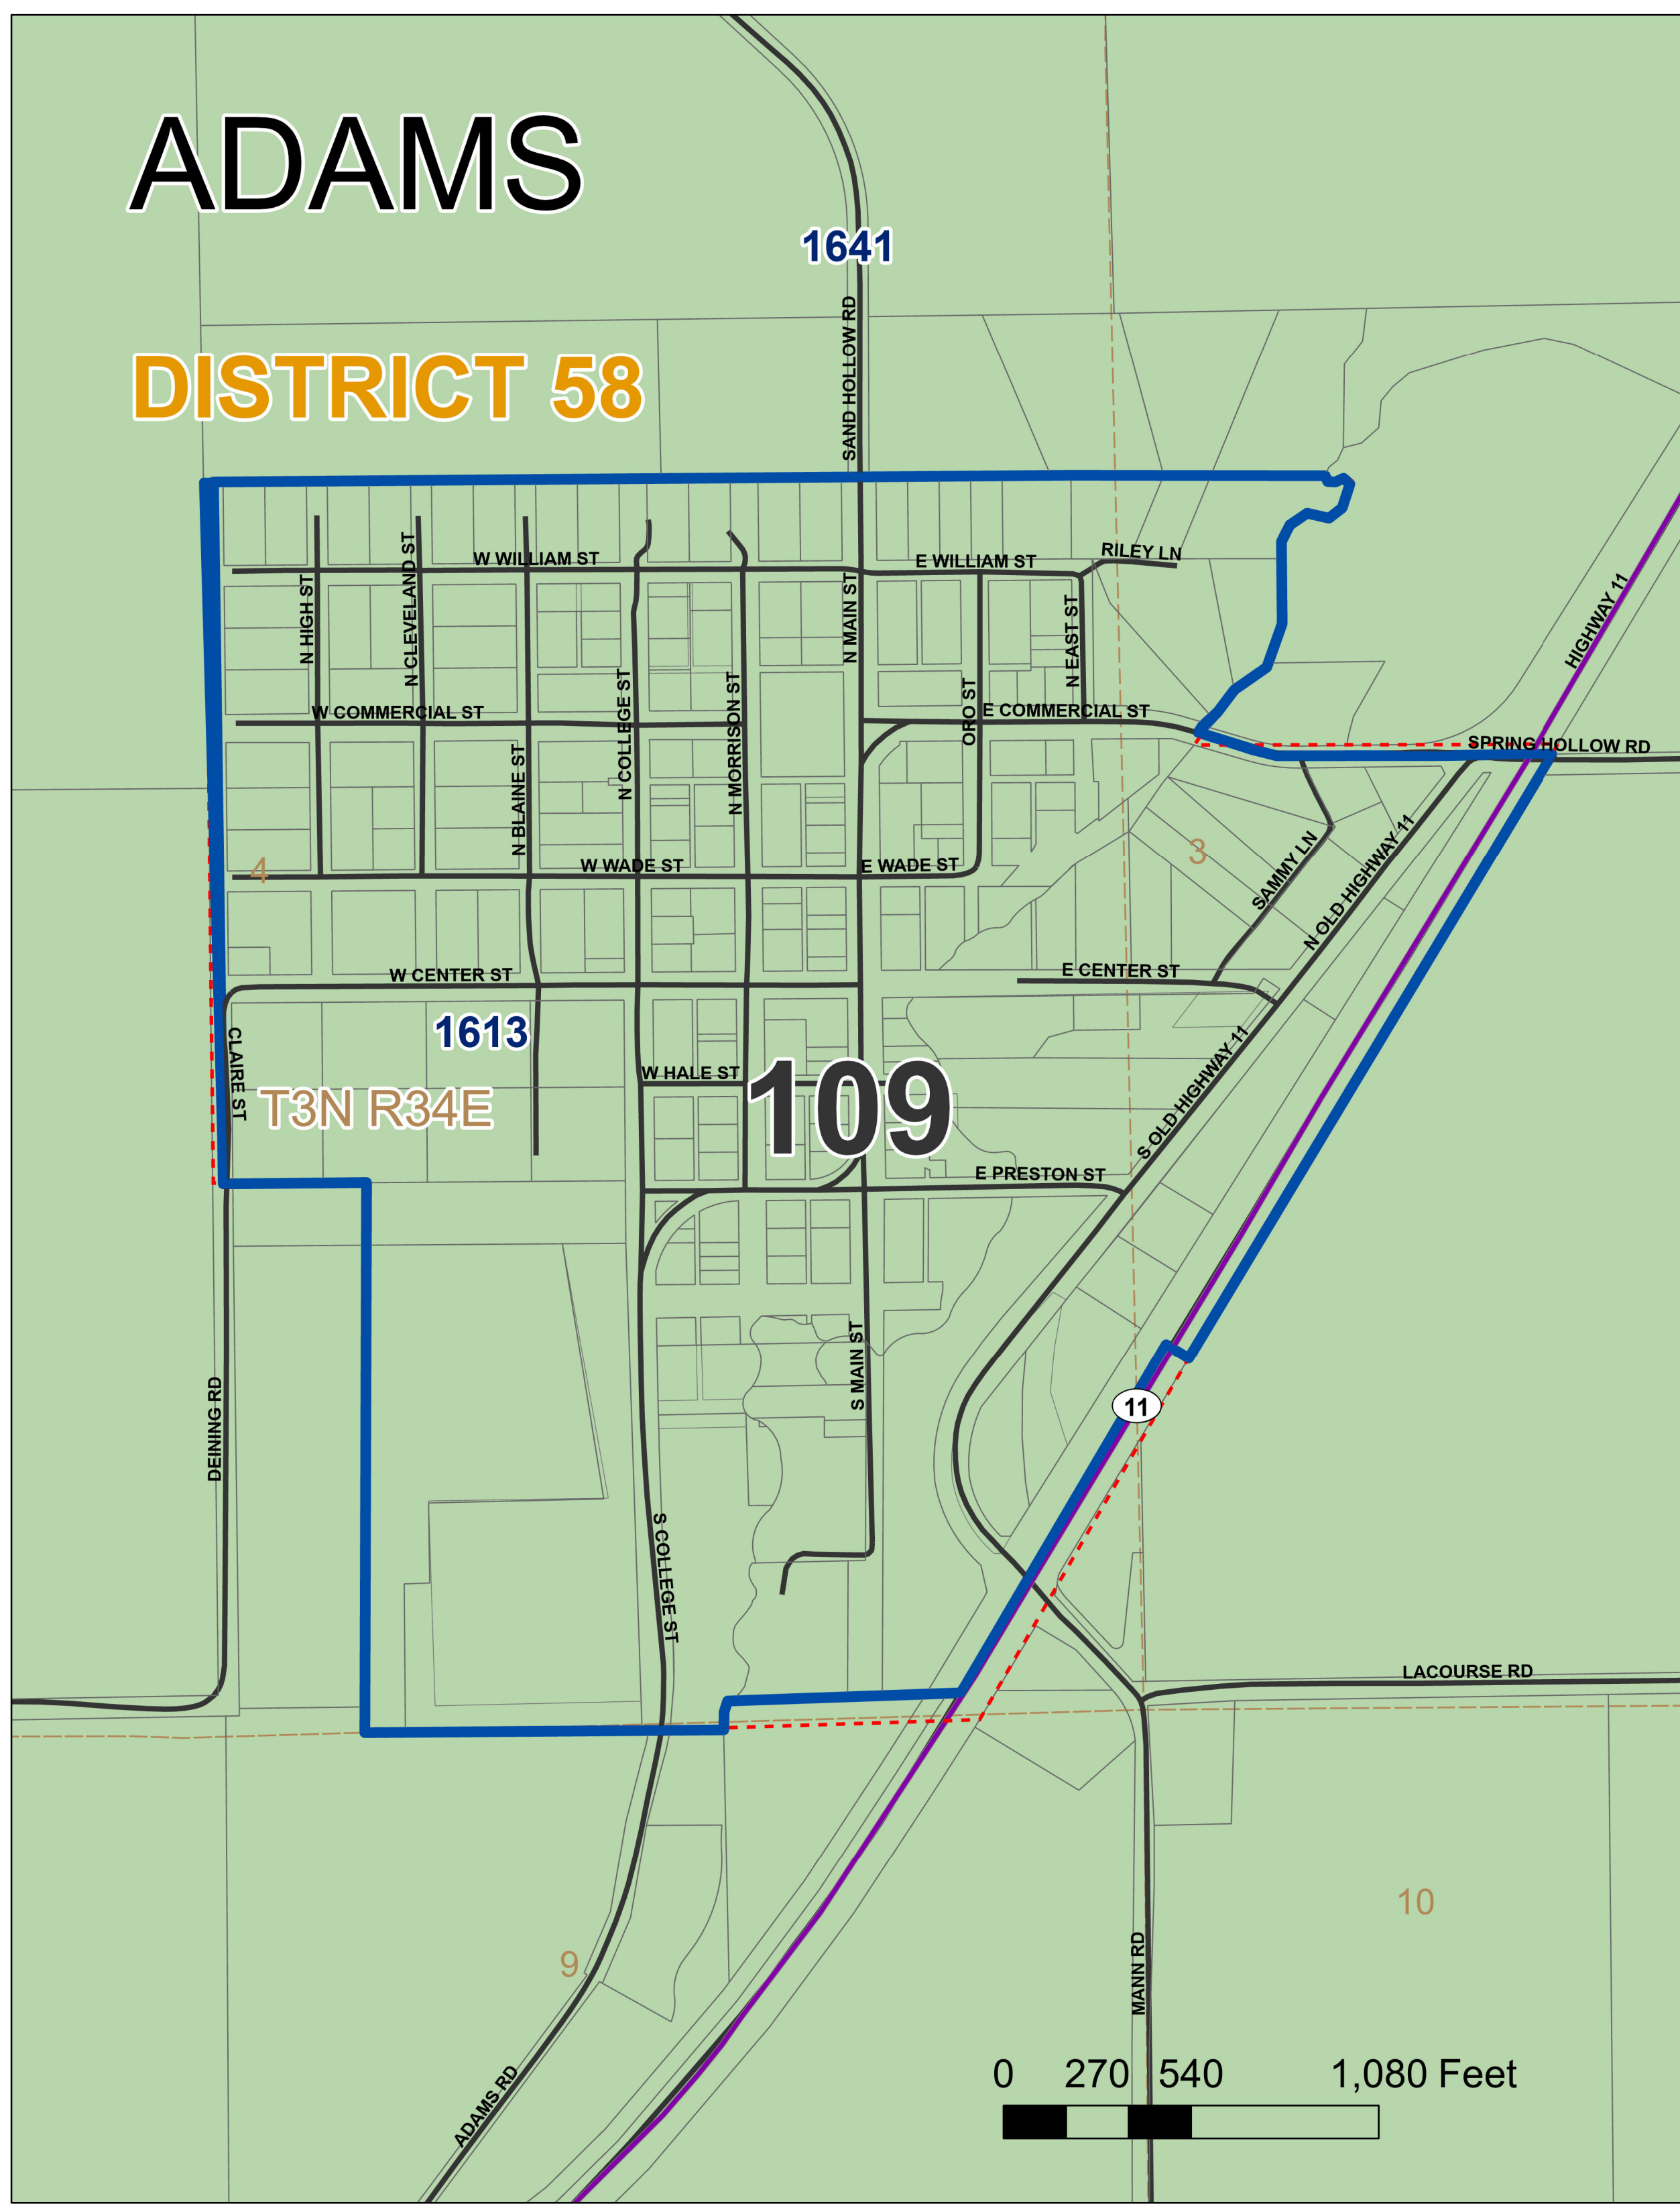 ADAMS
1641
SAND HOLLOW RD
DISTRICT 58
W WILLIAM ST
E WILLIAM ST
RILEY LN
N HIGH ST
N CLEVELAND ST
N MAIN ST
N EAST ST
HIGHWAY 11
N COLLEGE ST
N MORRISON ST
ORO ST
W COMMERCIAL ST
E COMMERCIAL ST
SPRING HOLLOW RD
N BLAINE ST
4
W WADE ST
E WADE ST
3
SAMMY LN
N OLD HIGHWAY 11
W CENTER ST
E CENTER ST
1613
CLAIRE ST
W HALE ST
T3N R34E
109
S OLD HIGHWAY 11
E PRESTON ST
S MAIN ST
11
DEINING RD
S COLLEGE ST
LACOURSE RD
10
9
MANN RD
ADAMS RD
0 270 540 1,080 Feet